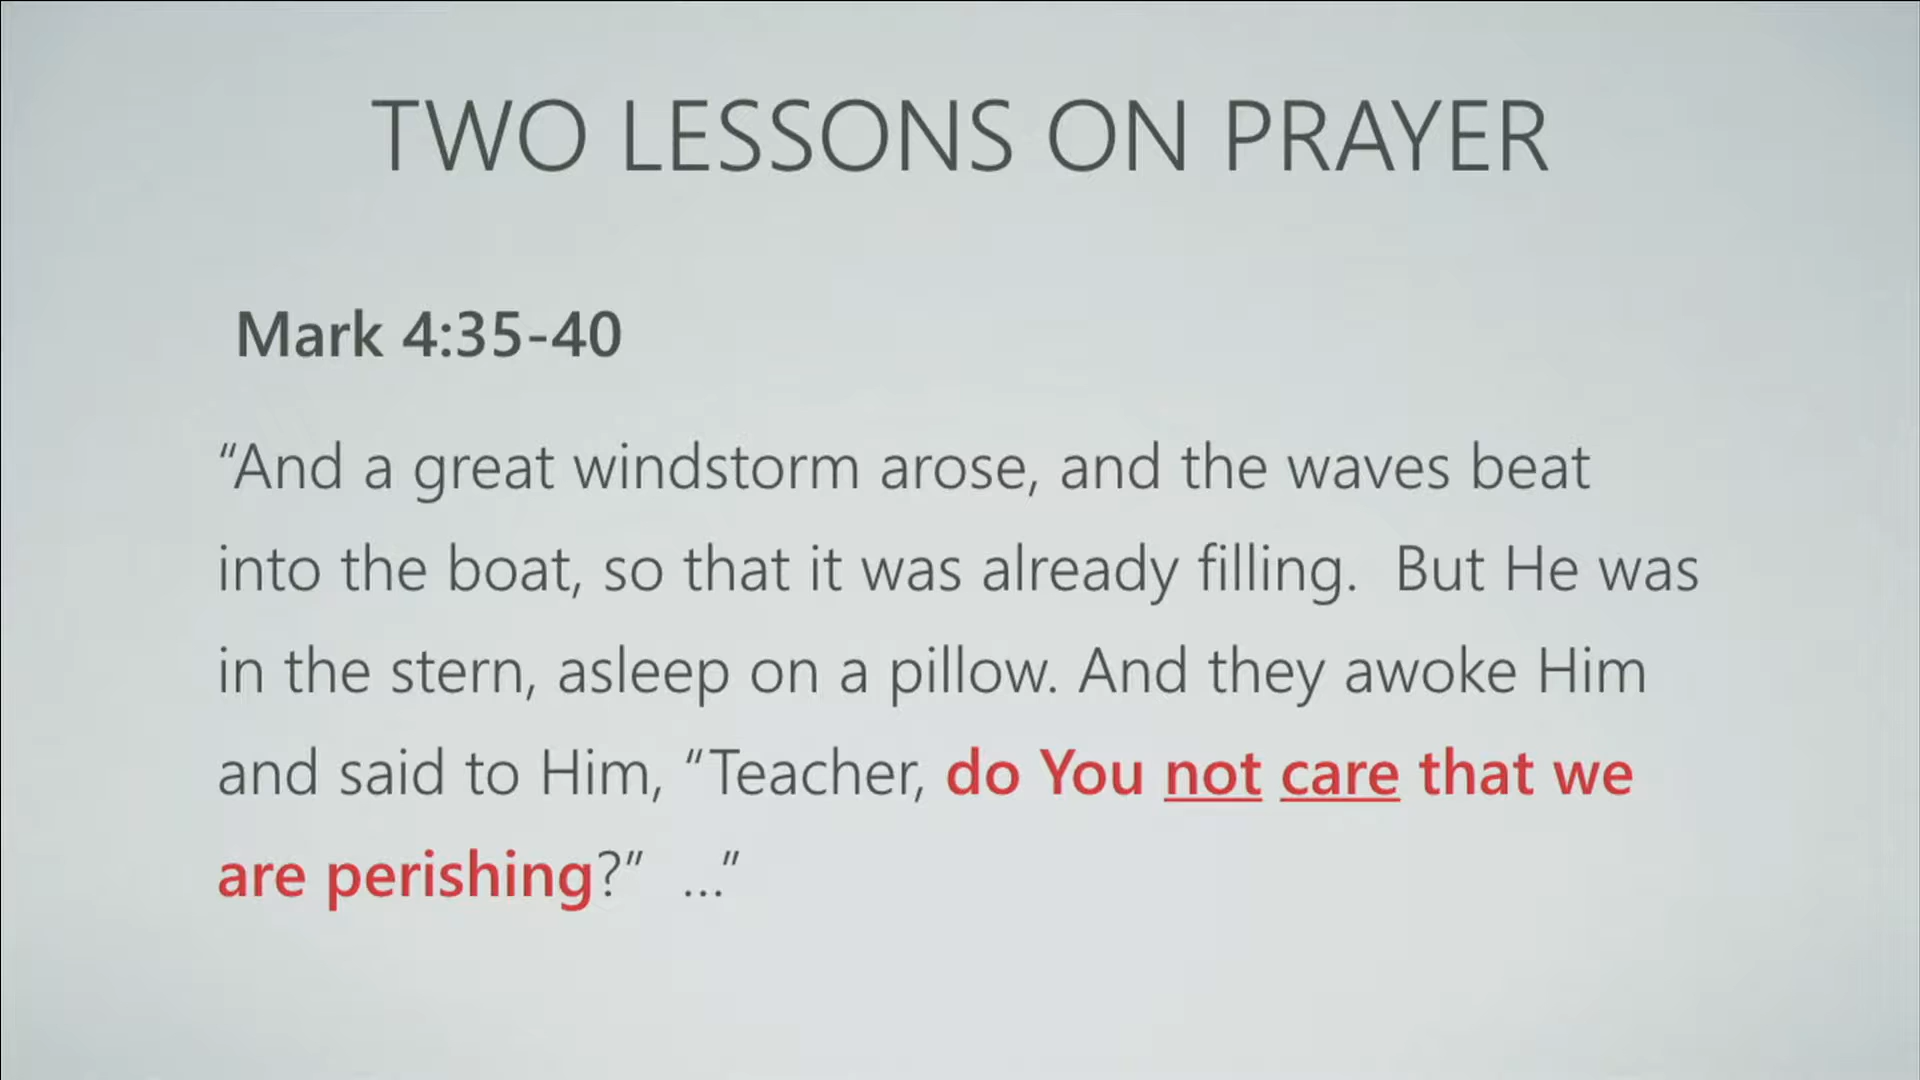 TWO LESSONS ON PRAYER
Mark 4:35-40
“And a great windstorm arose, and the waves beat
into the boat, so that it was already filling.  But He was
in the stern, asleep on a pillow. And they awoke Him
and said to Him, “Teacher, do You not care that we
are perishing?”  …”